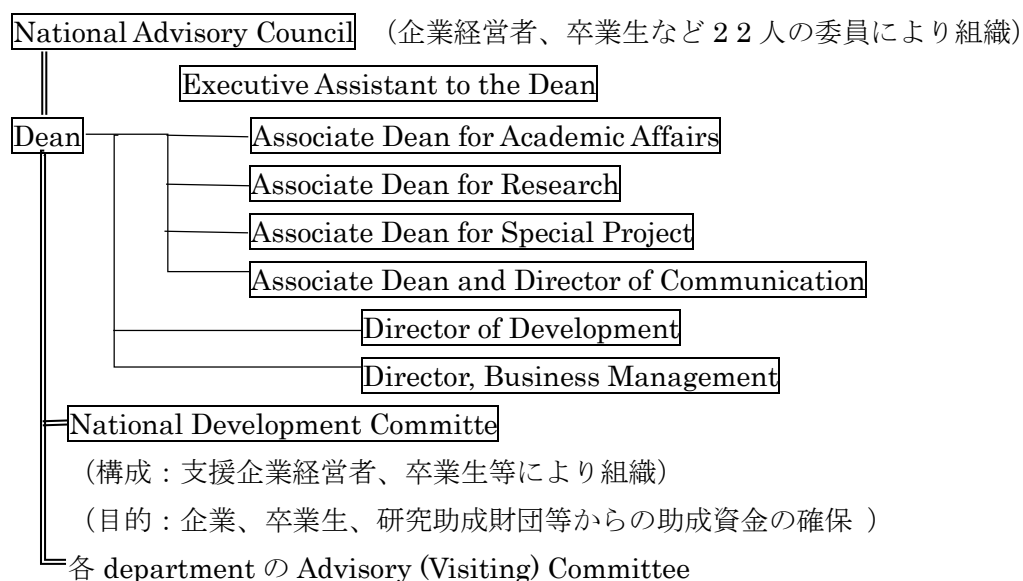 National Advisory Council （企業経営者、卒業生など２２人の委員により組織）
Executive Assistant to the Dean
Dean Associate Dean for Academic Affairs
Associate Dean for Research
Associate Dean for Special Project
Associate Dean and Director of Communication
Director of Development
Director, Business Management
National Development Committe
（構成：支援企業経営者、卒業生等により組織）
（目的：企業、卒業生、研究助成財団等からの助成資金の確保 ）
各 department の Advisory (Visiting) Committee